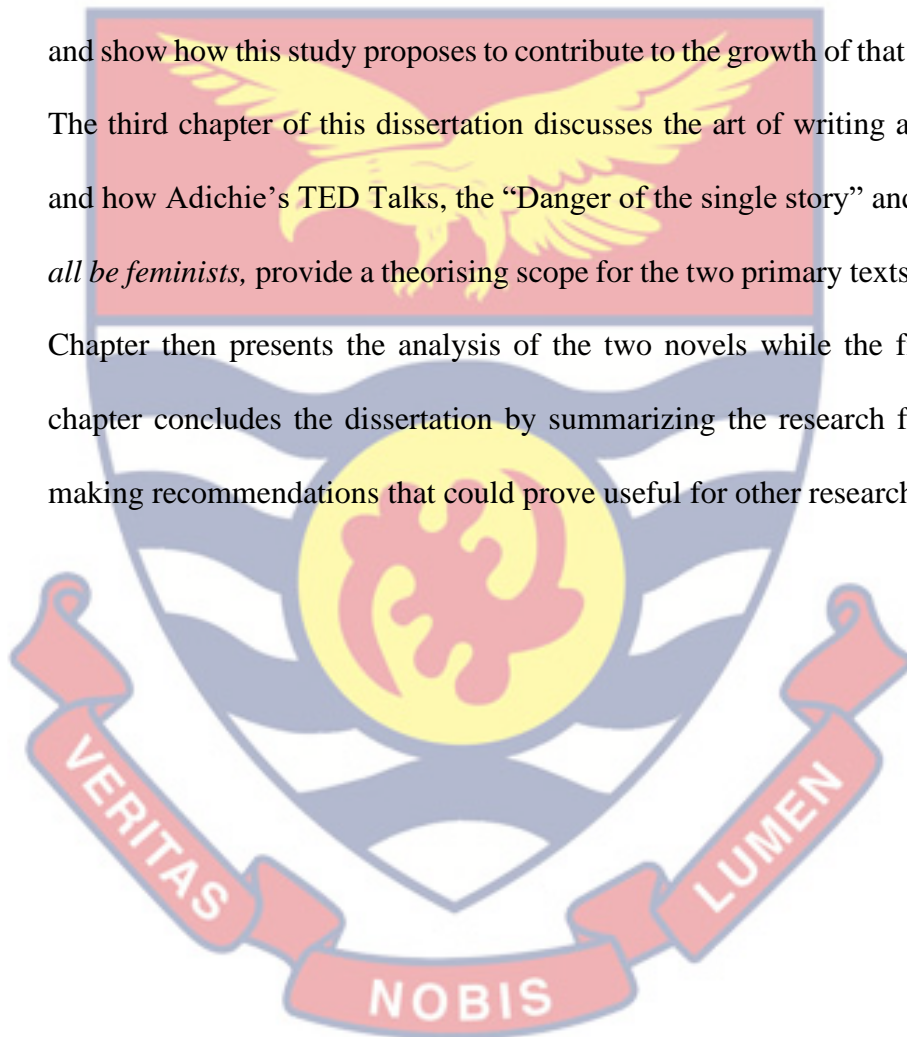 and show how this study proposes to contribute to the growth of that
The third chapter of this dissertation discusses the art of writing a
and how Adichie’s TED Talks, the “Danger of the single story” and
all be feminists, provide a theorising scope for the two primary texts
Chapter then presents the analysis of the two novels while the f
chapter concludes the dissertation by summarizing the research f
making recommendations that could prove useful for other research
VERITAS
NOBIS
LUMEN